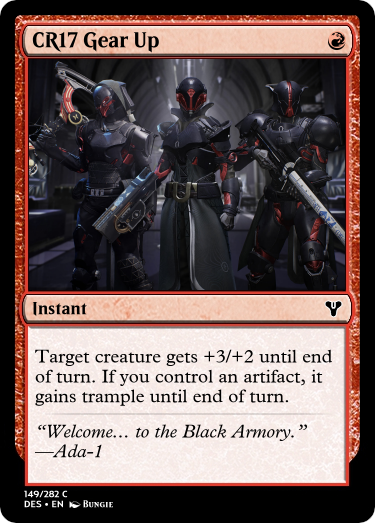 CR17 Gear Up
Instant
Target creature gets +3/+2 until end
of turn. If you control an artifact, it
gains trample until end of turn.
“Welcome… to the Black Armory.”
—Ada-1
149/282 C
DES • EN Bungie